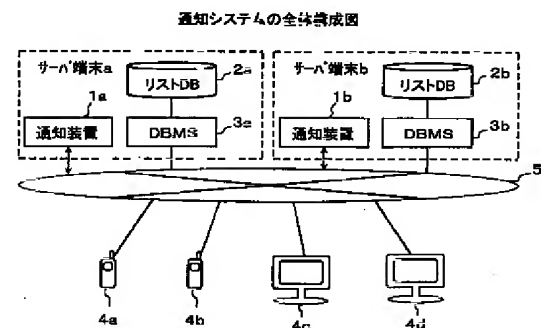 通知システムの全体構成図
サーバ端末a
リストDB
2a
1a
通知装置
DBMS
3a
サーバ端末b
リストDB
2b
1b
通知装置
DBMS
3b
5
4a
4b
4c
4d